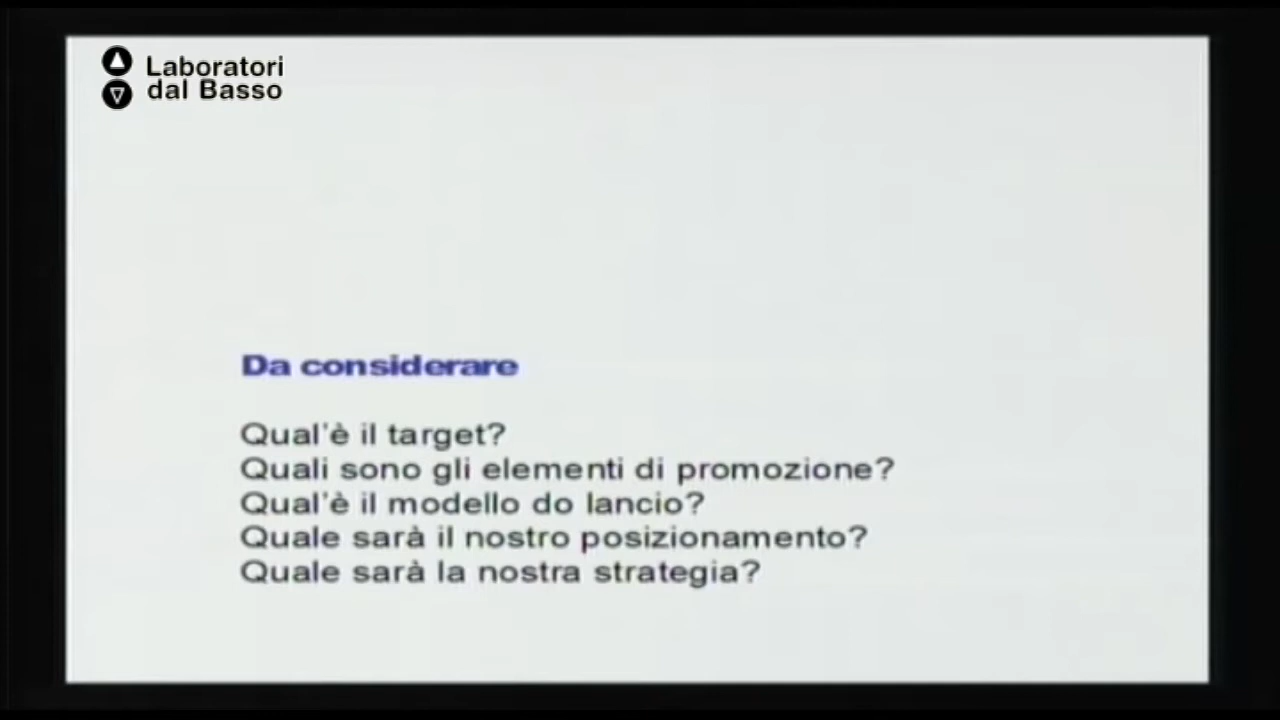 Laboratori
dal Basso
Da considerare
Qual'è il target?
Quali sono gli elementi di promozione?
Qual'è il modello do lancio?
Quale sarà il nostro posizionamento?
Quale sarà la nostra strategia?